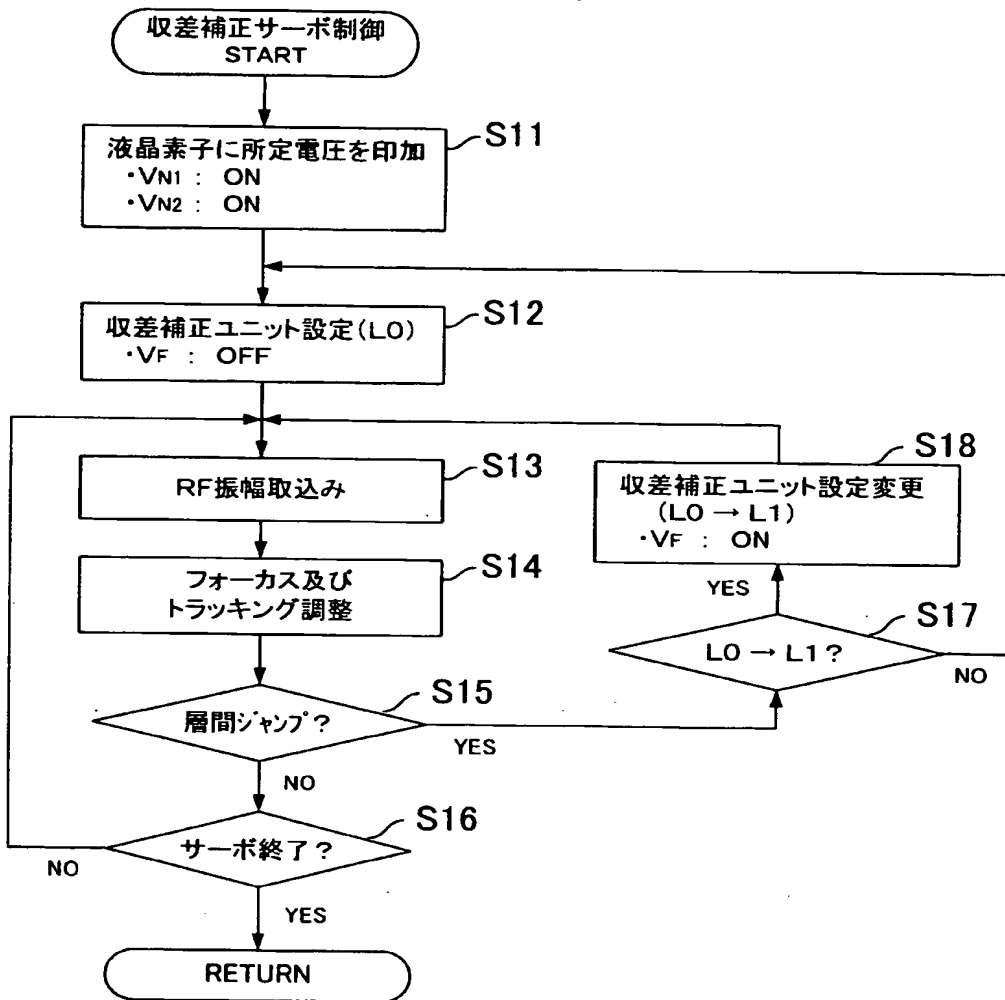 収差補正サーボ制御
START
S11
液晶素子に所定電圧を印加
・VN1 : ON
・VN2 : ON
S12
収差補正ユニット設定(L0)
・VF : OFF
S13
RF振幅取込み
S14
フォーカス及び
トラッキング調整
S15
層間ジャンプ?
YES
NO
S16
サーボ終了?
NO
YES
RETURN
S17
L0 → L1?
NO
YES
S18
収差補正ユニット設定変更
(L0 → L1)
・VF : ON